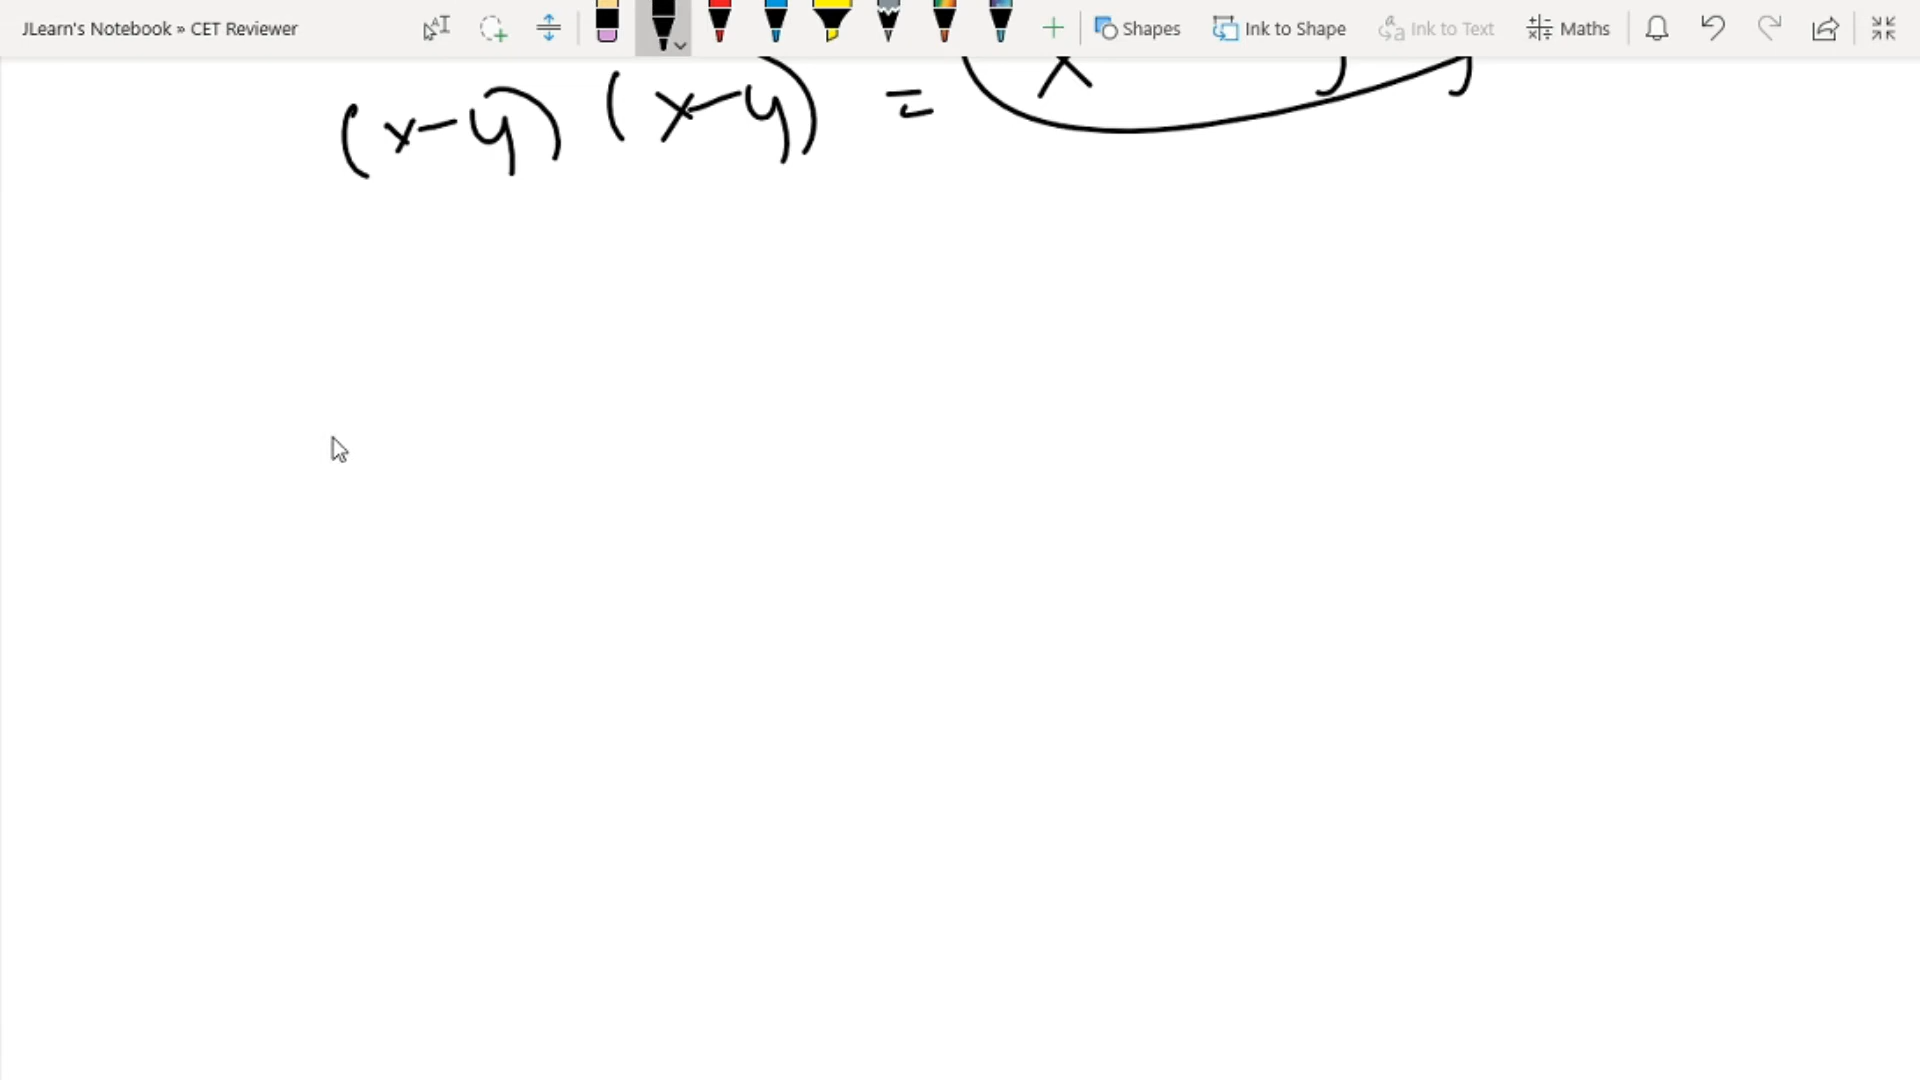 JLearn's Notebook » CET Reviewer Shapes Ink to Shape Ink to Text Maths
(x-y) (x-y) = x